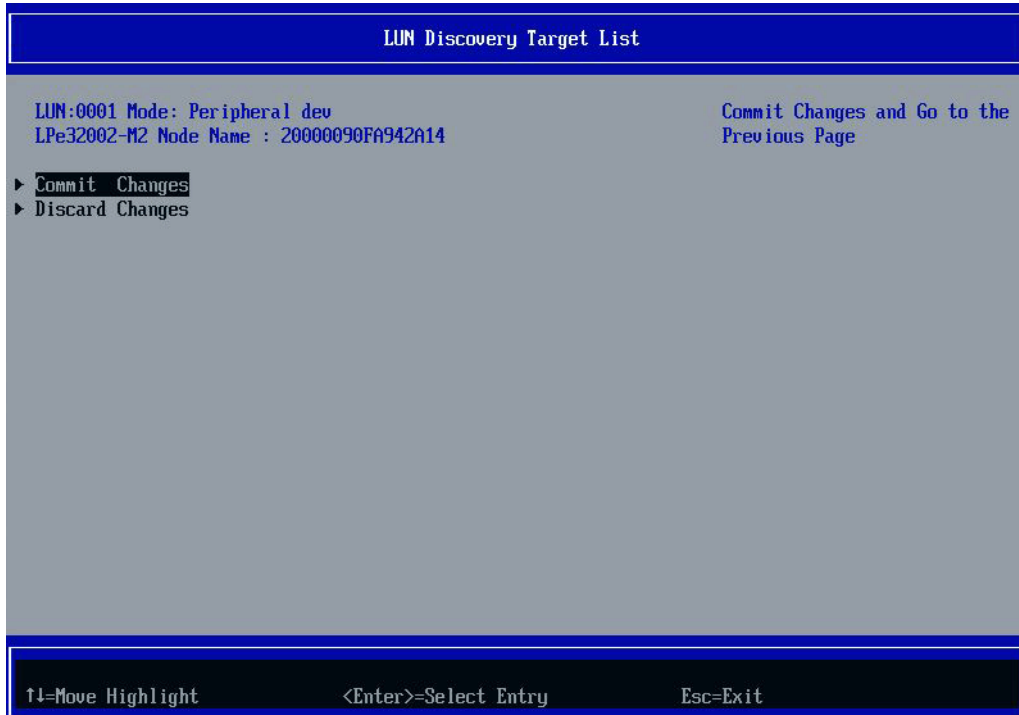 LUN Discovery Target List
LUN:0001 Mode: Peripheral dev
LPe32002-M2 Node Name : 20000090FA942A14
Commit Changes and Go to the
Previous Page
▶ Commit  Changes
▶ Discard Changes
↑↓=Move Highlight <Enter>=Select Entry Esc=Exit